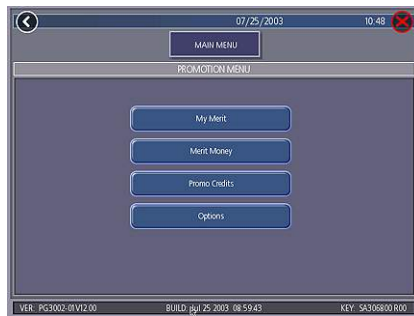 07/25/2003 10:48
MAIN MENU
PROMOTION MENU
My Merit
Merit Money
Promo Credits
Options
VER: PG3002-01V12.00 BUILD: Jul 25 2003 08:59:43 KEY: SA306800 R00